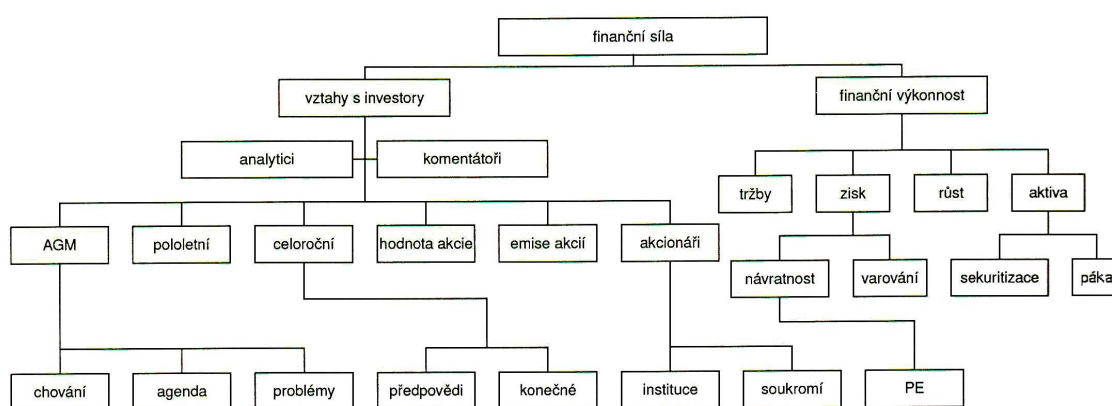 finanční síla
vztahy s investory
finanční výkonnost
analytici
komentátoři
tržby
zisk
růst
aktiva
AGM
pololetní
celoroční
hodnota akcie
emise akcií
akcionáři
návratnost
varování
sekuritizace
páka
chování
agenda
problémy
předpovědi
konečné
instituce
soukromí
PE